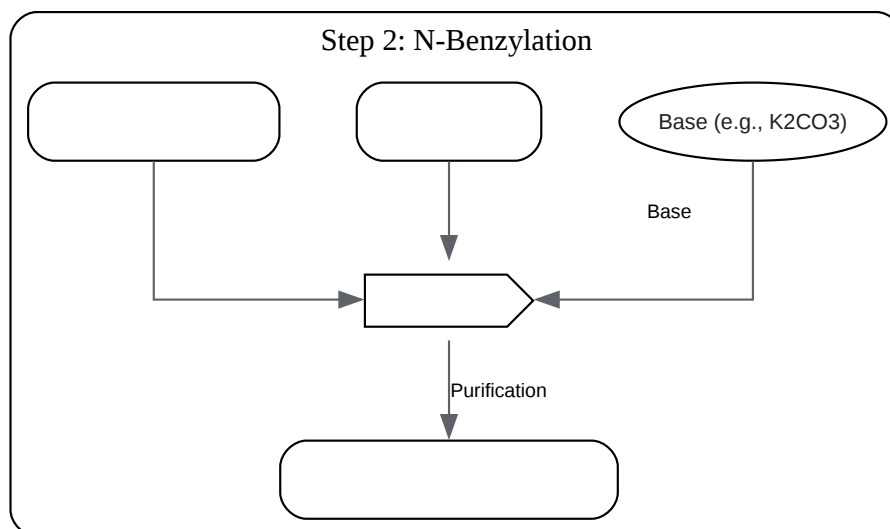 Step 2: N-Benzylation
Base (e.g., K2CO3)
Base
Purification